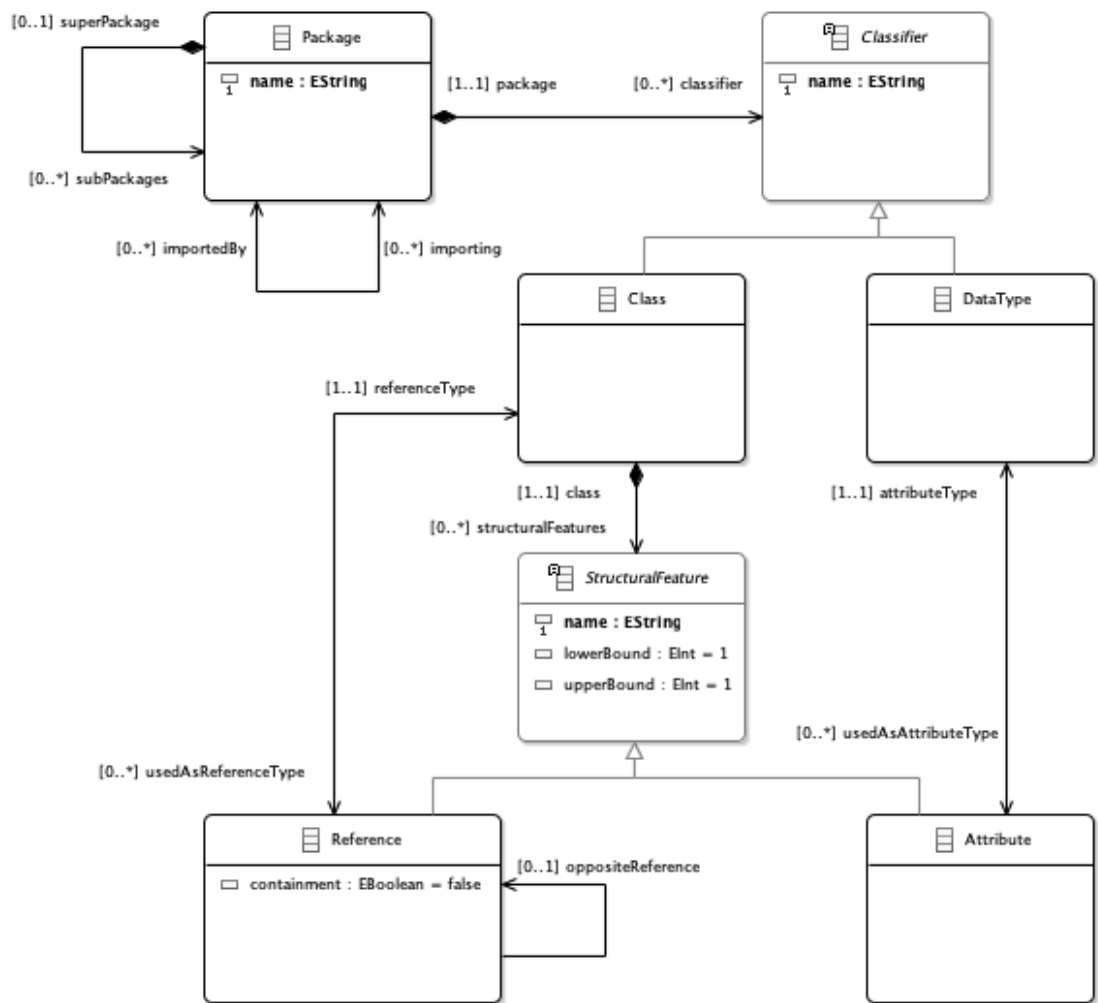 [0..1] superPackage
Package
Classifier
name : EString
[1..1] package
[0..*] classifier
name : EString
[0..*] subPackages
[0..*] importedBy
[0..*] importing
Class
DataType
[1..1] referenceType
[1..1] class
[1..1] attributeType
[0..*] structuralFeatures
StructuralFeature
name : EString
lowerBound : EInt = 1
upperBound : EInt = 1
[0..*] usedAsAttributeType
[0..*] usedAsReferenceType
Reference
Attribute
[0..1] oppositeReference
containment : EBoolean = false